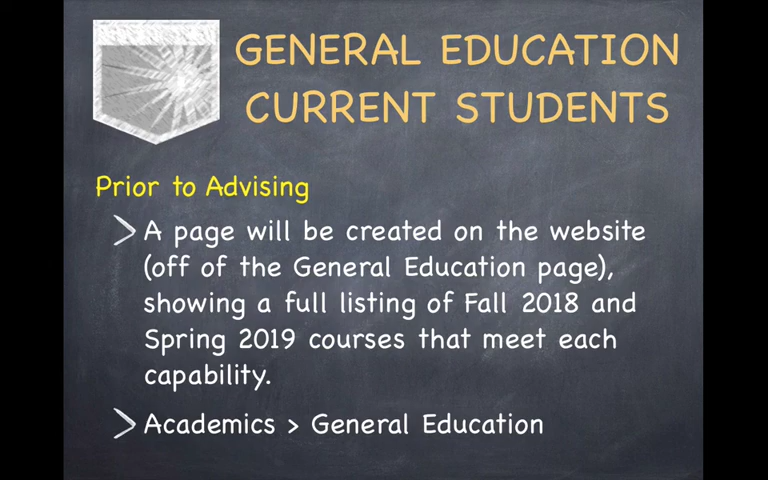 GENERAL EDUCATION
CURRENT STUDENTS
Prior to Advising
A page will be created on the website
(off of the General Education page),
showing a full listing of Fall 2018 and
Spring 2019 courses that meet each
capability.
Academics > General Education